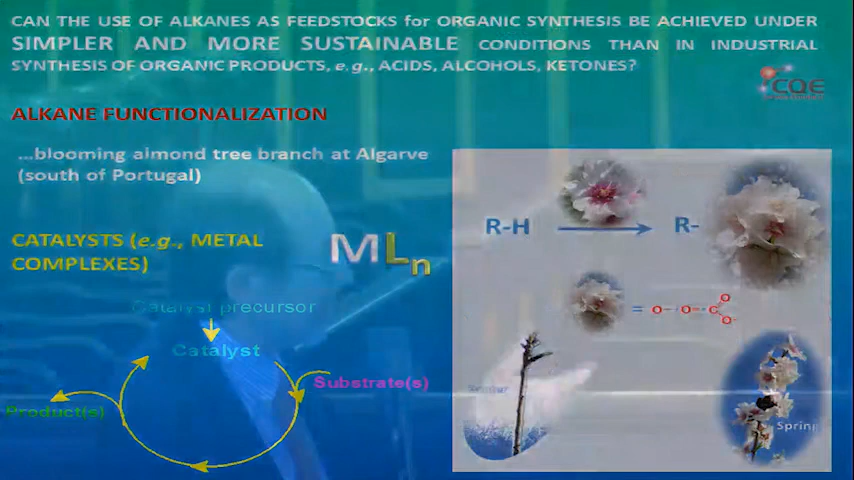 CAN THE USE OF ALKANES AS FEEDSTOCKS for ORGANIC SYNTHESIS BE ACHIEVED UNDER
SIMPLER AND MORE SUSTAINABLE CONDITIONS THAN IN INDUSTRIAL
SYNTHESIS OF ORGANIC PRODUCTS, e.g., ACIDS, ALCOHOLS, KETONES?
CQE
ALKANE FUNCTIONALIZATION
...blooming almond tree branch at Algarve
(south of Portugal)
R-H R-
CATALYSTS (e.g., METAL
COMPLEXES)
MLn
= O O C O O
Catalyst precursor
Catalyst
Substrate(s)
Product(s)
Spring